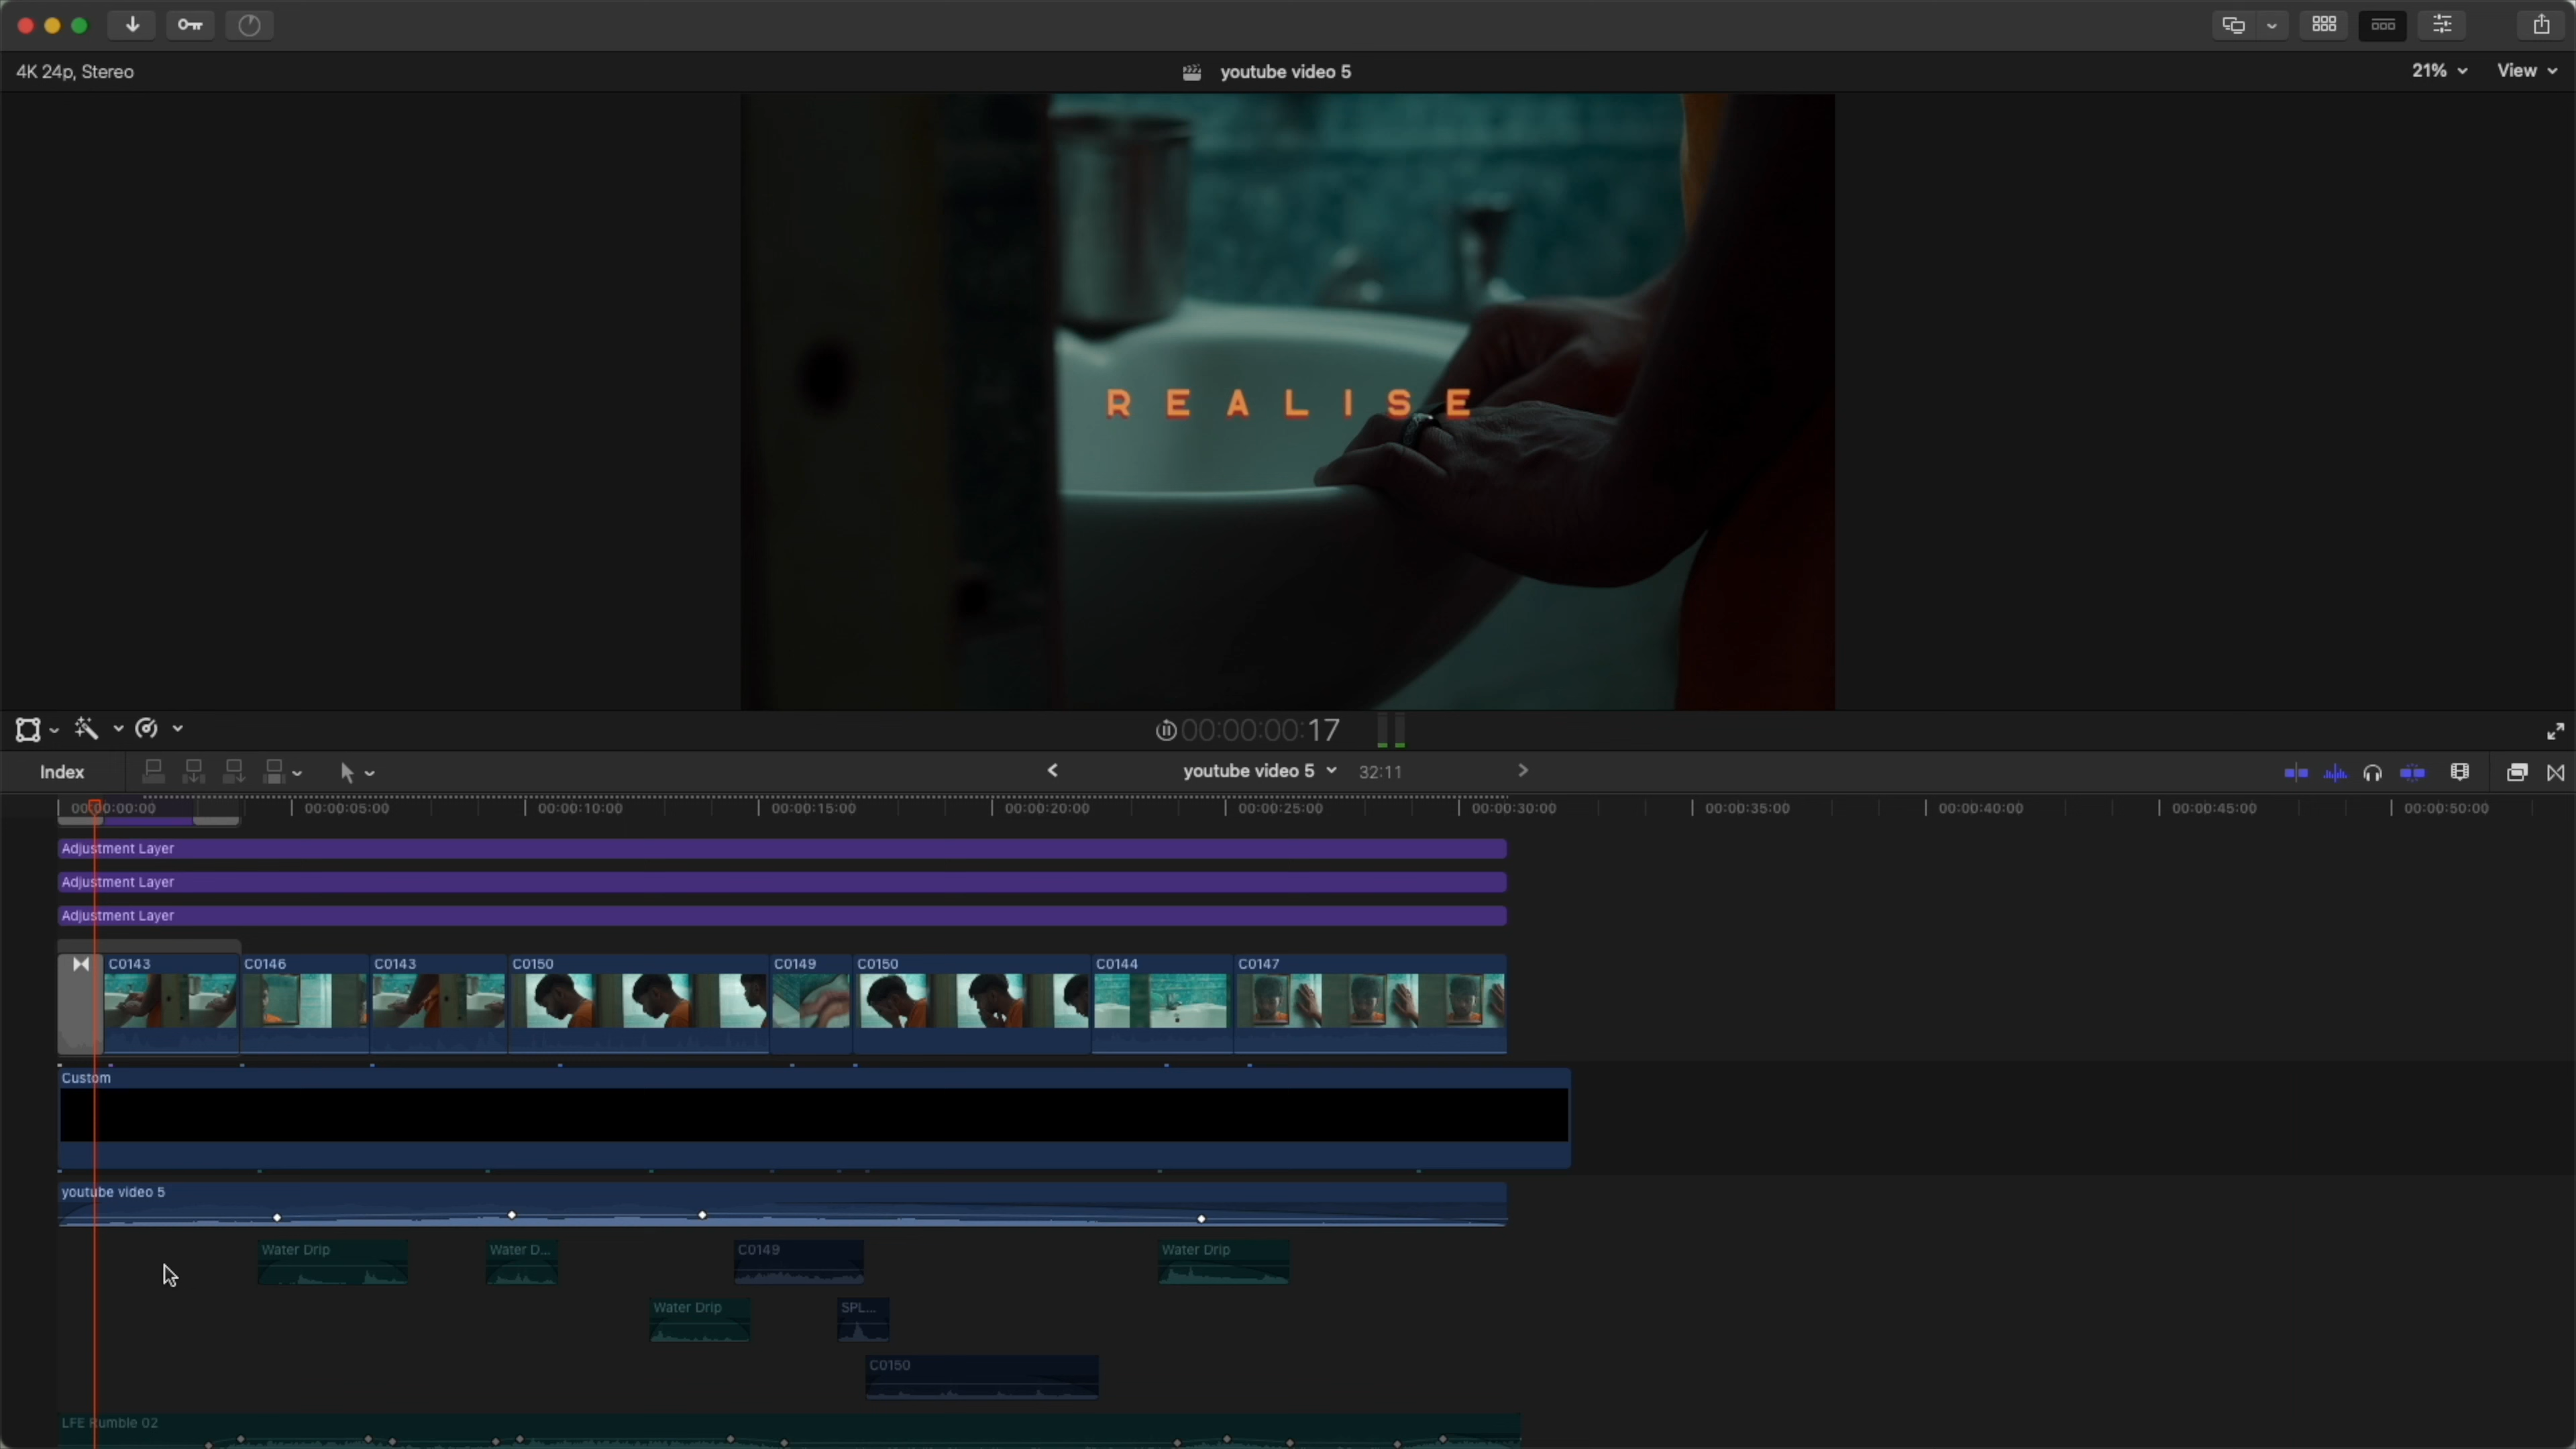 4K 24p, Stereo
youtube video 5
21%
View
R E A L I S E
00:00:00:17
Index
youtube video 5
32:11
00:00:00:00
00:00:05:00
00:00:10:00
00:00:15:00
00:00:20:00
00:00:25:00
00:00:30:00
00:00:35:00
00:00:40:00
00:00:45:00
00:00:50:00
Adjustment Layer
Adjustment Layer
Adjustment Layer
C0143
C0146
C0143
C0150
C0149
C0150
C0144
C0147
Custom
youtube video 5
Water Drip
Water D...
C0149
Water Drip
Water Drip
SPL...
C0150
LFE Rumble 02